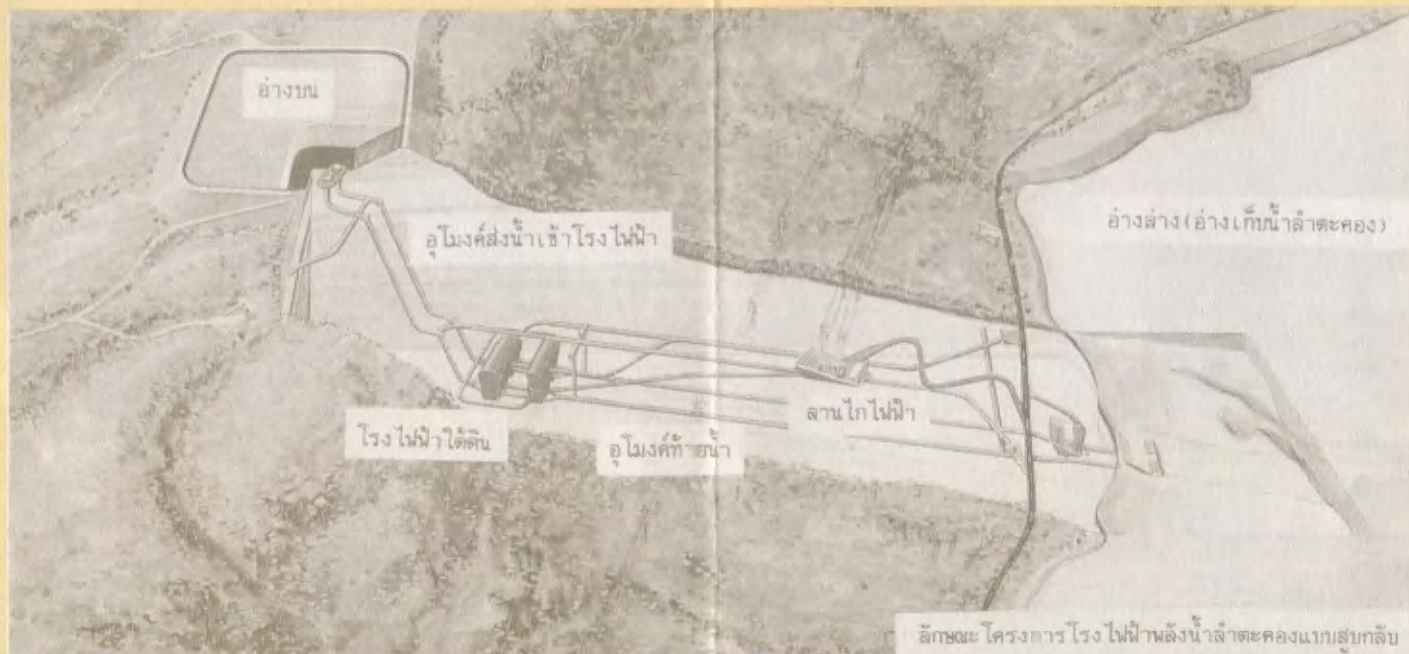 อ่างบน
อุโมงค์ส่งน้ำเข้าโรงไฟฟ้า
อ่างล่าง(อ่างเก็บน้ำลำตะคอง)
ลานไกไฟฟ้า
โรงไฟฟ้าใต้ดิน
อุโมงค์ท้ายน้ำ
ลักษณะโครงการโรงไฟฟ้าพลังน้ำลำตะคองแบบสูบกลับ